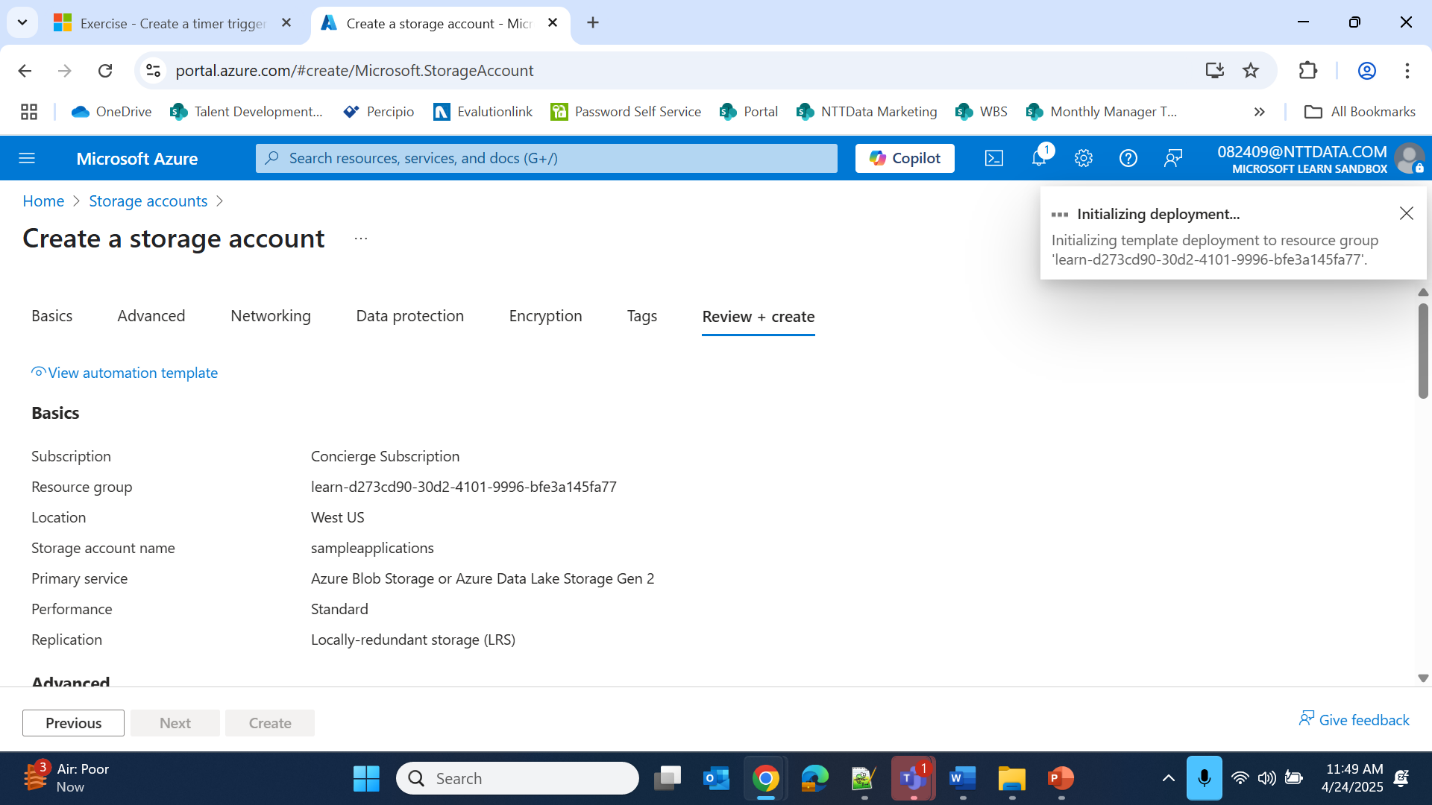 Exercise - Create a timer trigger
Create a storage account - Micr
portal.azure.com/#create/Microsoft.StorageAccount
OneDrive
Talent Development...
Percipio
Evalutionlink
Password Self Service
Portal
NTTData Marketing
WBS
Monthly Manager T...
»
All Bookmarks
Microsoft Azure
Search resources, services, and docs (G+/)
Copilot
1
082409@NTTDATA.COM
MICROSOFT LEARN SANDBOX
Home > Storage accounts >
Create a storage account ...
Initializing deployment...
Initializing template deployment to resource group
'learn-d273cd90-30d2-4101-9996-bfe3a145fa77'.
Basics Advanced Networking Data protection Encryption Tags Review + create
View automation template
Basics
Subscription Concierge Subscription
Resource group learn-d273cd90-30d2-4101-9996-bfe3a145fa77
Location West US
Storage account name sampleapplications
Primary service Azure Blob Storage or Azure Data Lake Storage Gen 2
Performance Standard
Replication Locally-redundant storage (LRS)
Advanced
Previous Next Create
Give feedback
3
Air: Poor
Now
Search
1
11:49 AM
4/24/2025